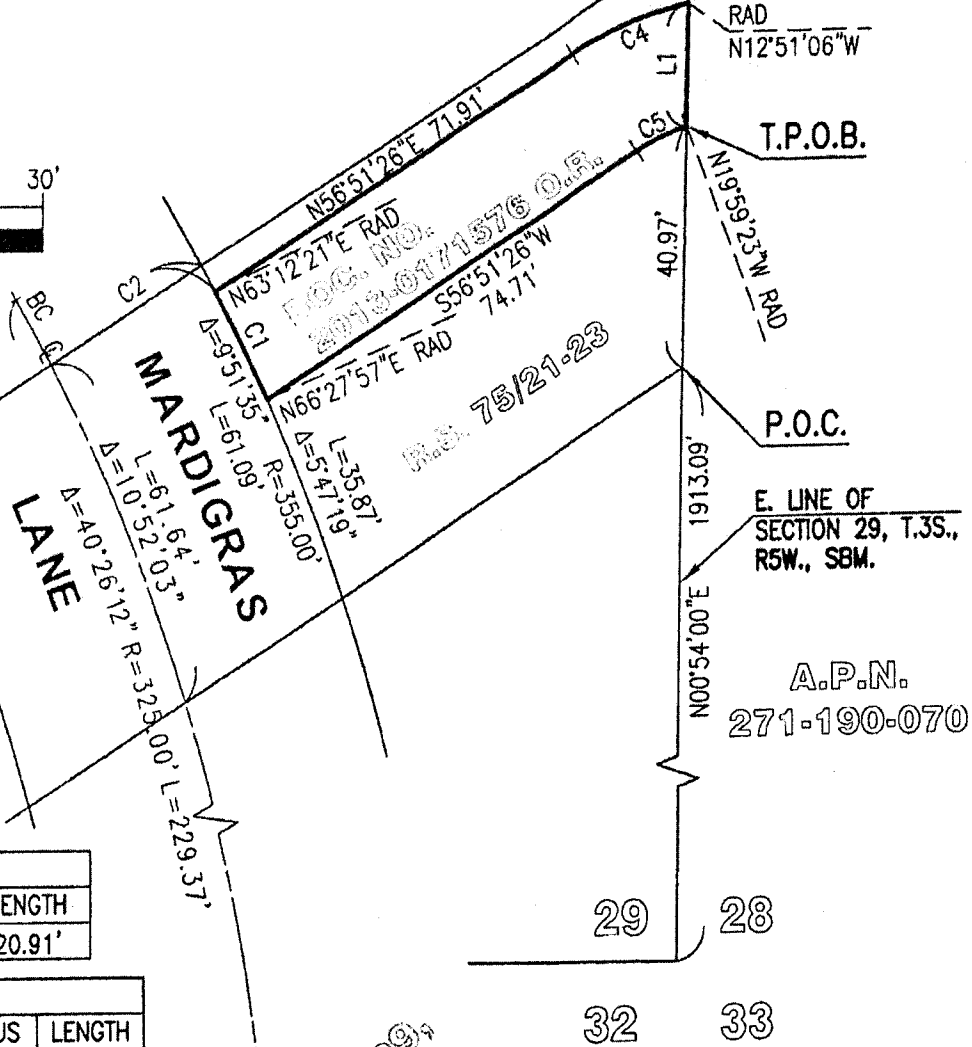 RAD
N12°51'06"W
C4
L1
T.P.O.B.
C5
30'
N56°51'26"E 71.91'
N63°12'21"E RAD
DOC. NO.
2013-0171576 O.R.
S56°51'26"W
74.71'
N19°59'23"W RAD
40.97"
C2
BC
C1
N66°27'57"E RAD
R.S. 75/21-23
P.O.C.
MARDIGRAS
LANE
Δ=9°51'35"
L=61.09'
R=355.00'
L=35.87'
Δ=5°47'19"
L=61.64'
Δ=10°52'03"
Δ=40°26'12" R=325.00' L=229.37'
1913.09'
N00°54'00"E
E. LINE OF
SECTION 29, T.3S.,
R5W., SBM.
A.P.N.
271-190-070
ENGTH
20.91'
US LENGTH
29 28
32 33